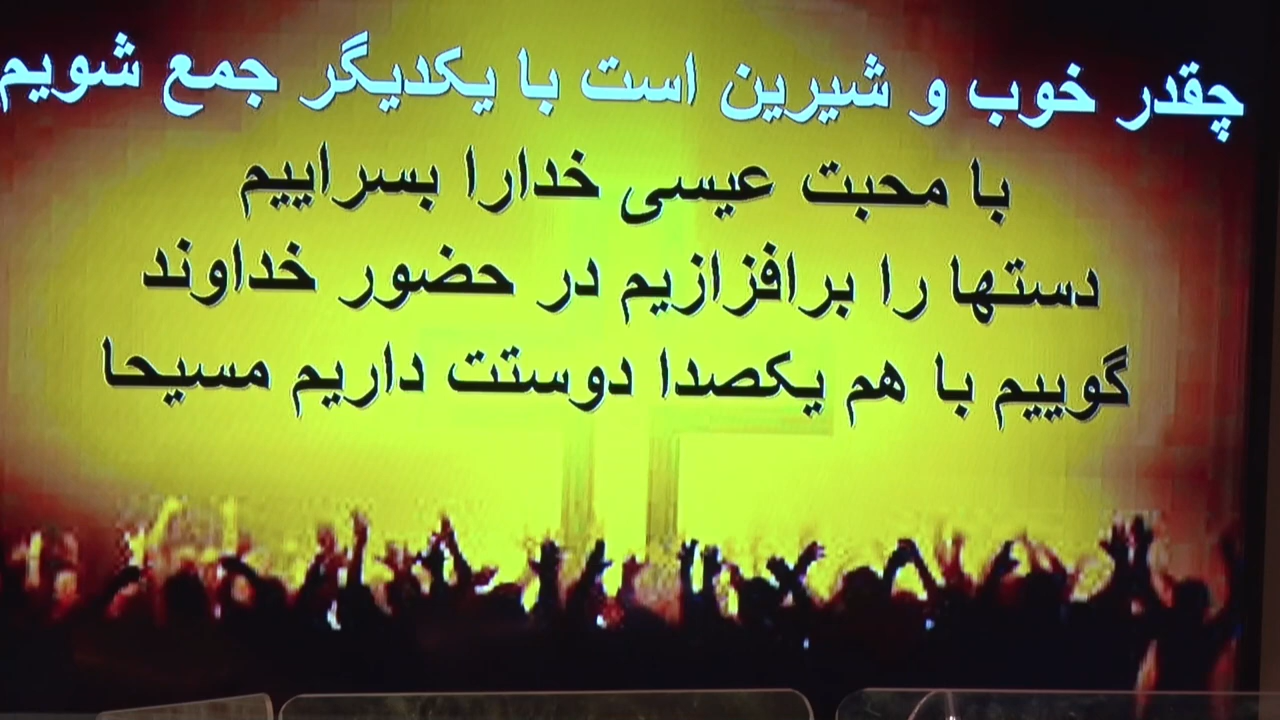 چقدر خوب و شیرین است با یکدیگر جمع شویم
با محبت عیسی خدارا بسراییم
دستها را برافزازیم در حضور خداوند
گوییم با هم یکصدا دوستت داریم مسیحا